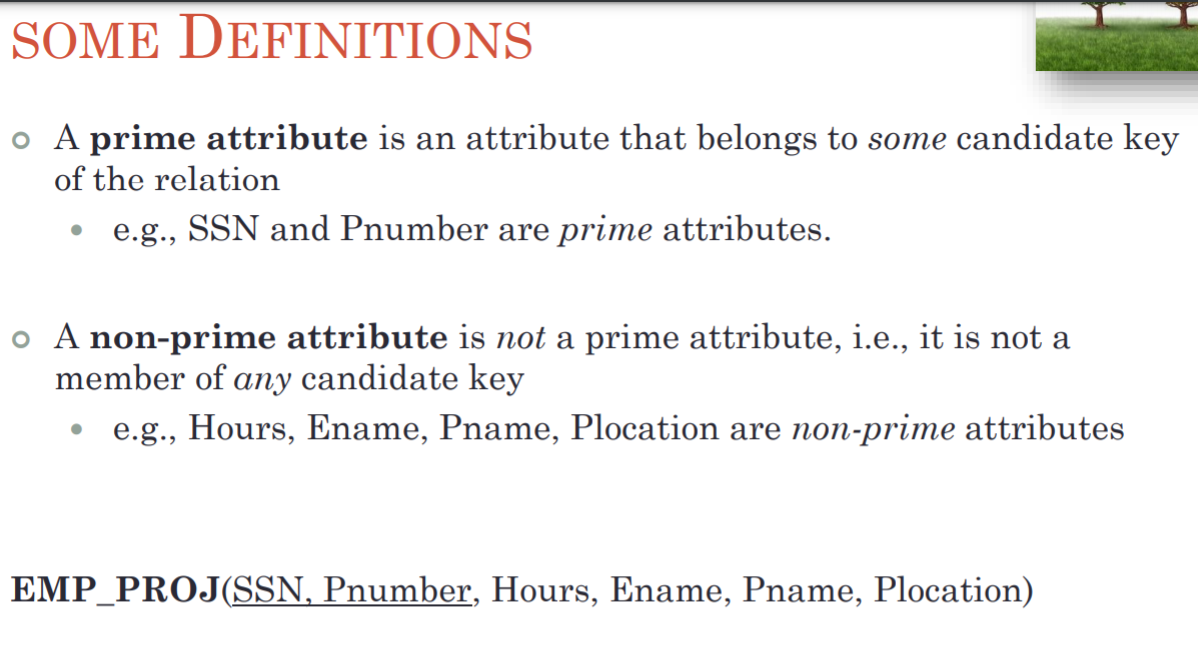 SOME DEFINITIONS
A prime attribute is an attribute that belongs to some candidate key
of the relation
e.g., SSN and Pnumber are prime attributes.
A non-prime attribute is not a prime attribute, i.e., it is not a
member of any candidate key
e.g., Hours, Ename, Pname, Plocation are non-prime attributes
EMP_PROJ(SSN, Pnumber, Hours, Ename, Pname, Plocation)